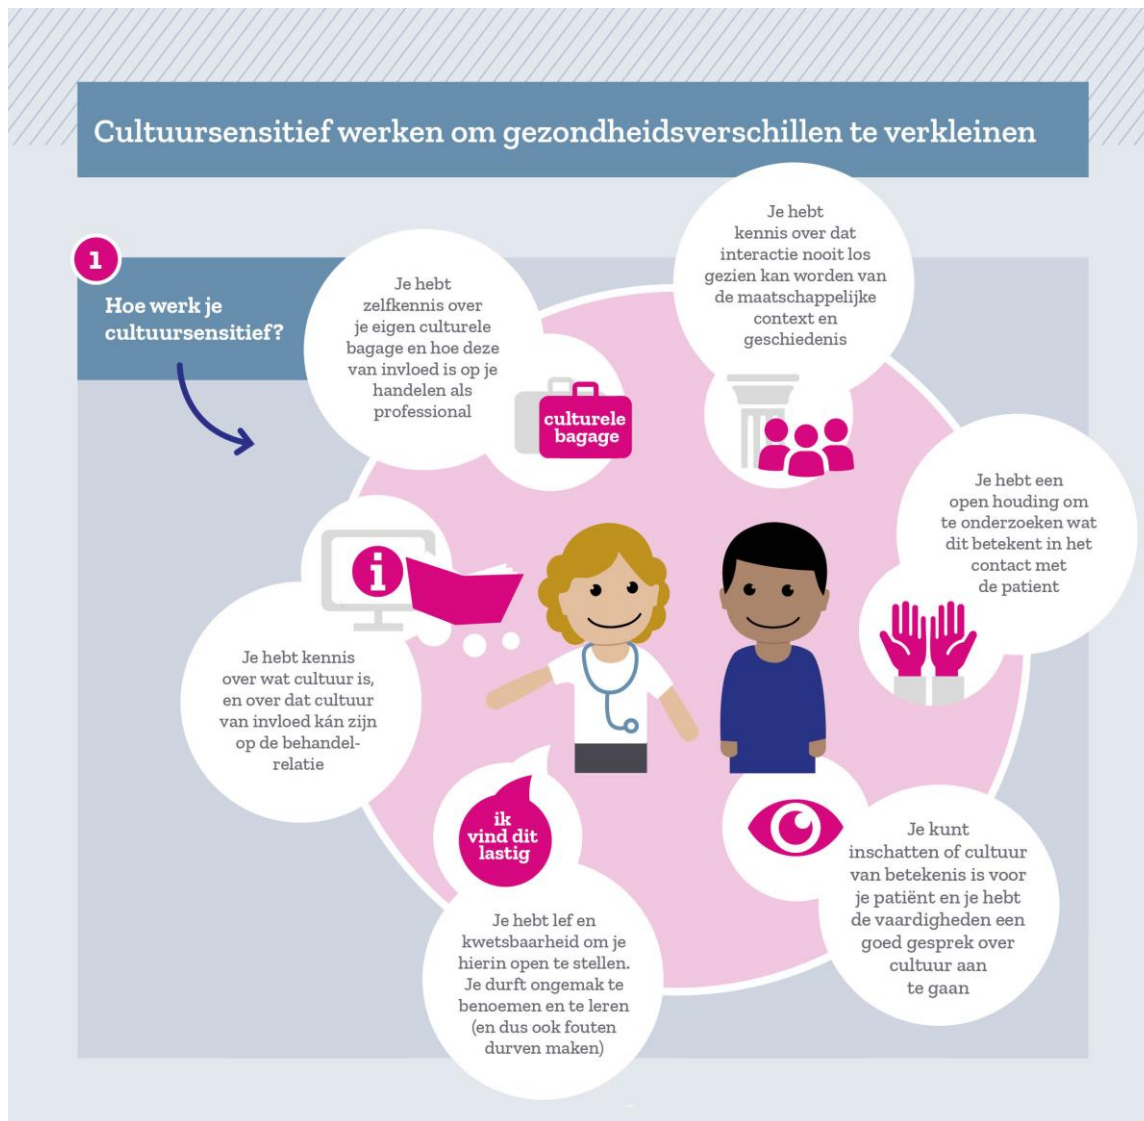 Cultuursensitief werken om gezondheidsverschillen te verkleinen
1
Hoe werk je
cultuursensitief?
Je hebt
zelfkennis over
je eigen culturele
bagage en hoe deze
van invloed is op je
handelen als
professional
culturele
bagage
Je hebt
kennis over dat
interactie nooit los
gezien kan worden van
de maatschappelijke
context en
geschiedenis
Je hebt een
open houding om
te onderzoeken wat
dit betekent in het
contact met
de patient
Je kunt
inschatten of cultuur
van betekenis is voor
je patiënt en je hebt
de vaardigheden een
goed gesprek over
cultuur aan
te gaan
ik
vind dit
lastig
Je hebt lef en
kwetsbaarheid om je
hierin open te stellen.
Je durft ongemak te
benoemen en te leren
(en dus ook fouten
durven maken)
i
Je hebt kennis
over wat cultuur is,
en over dat cultuur
van invloed kán zijn
op de behandel-
relatie